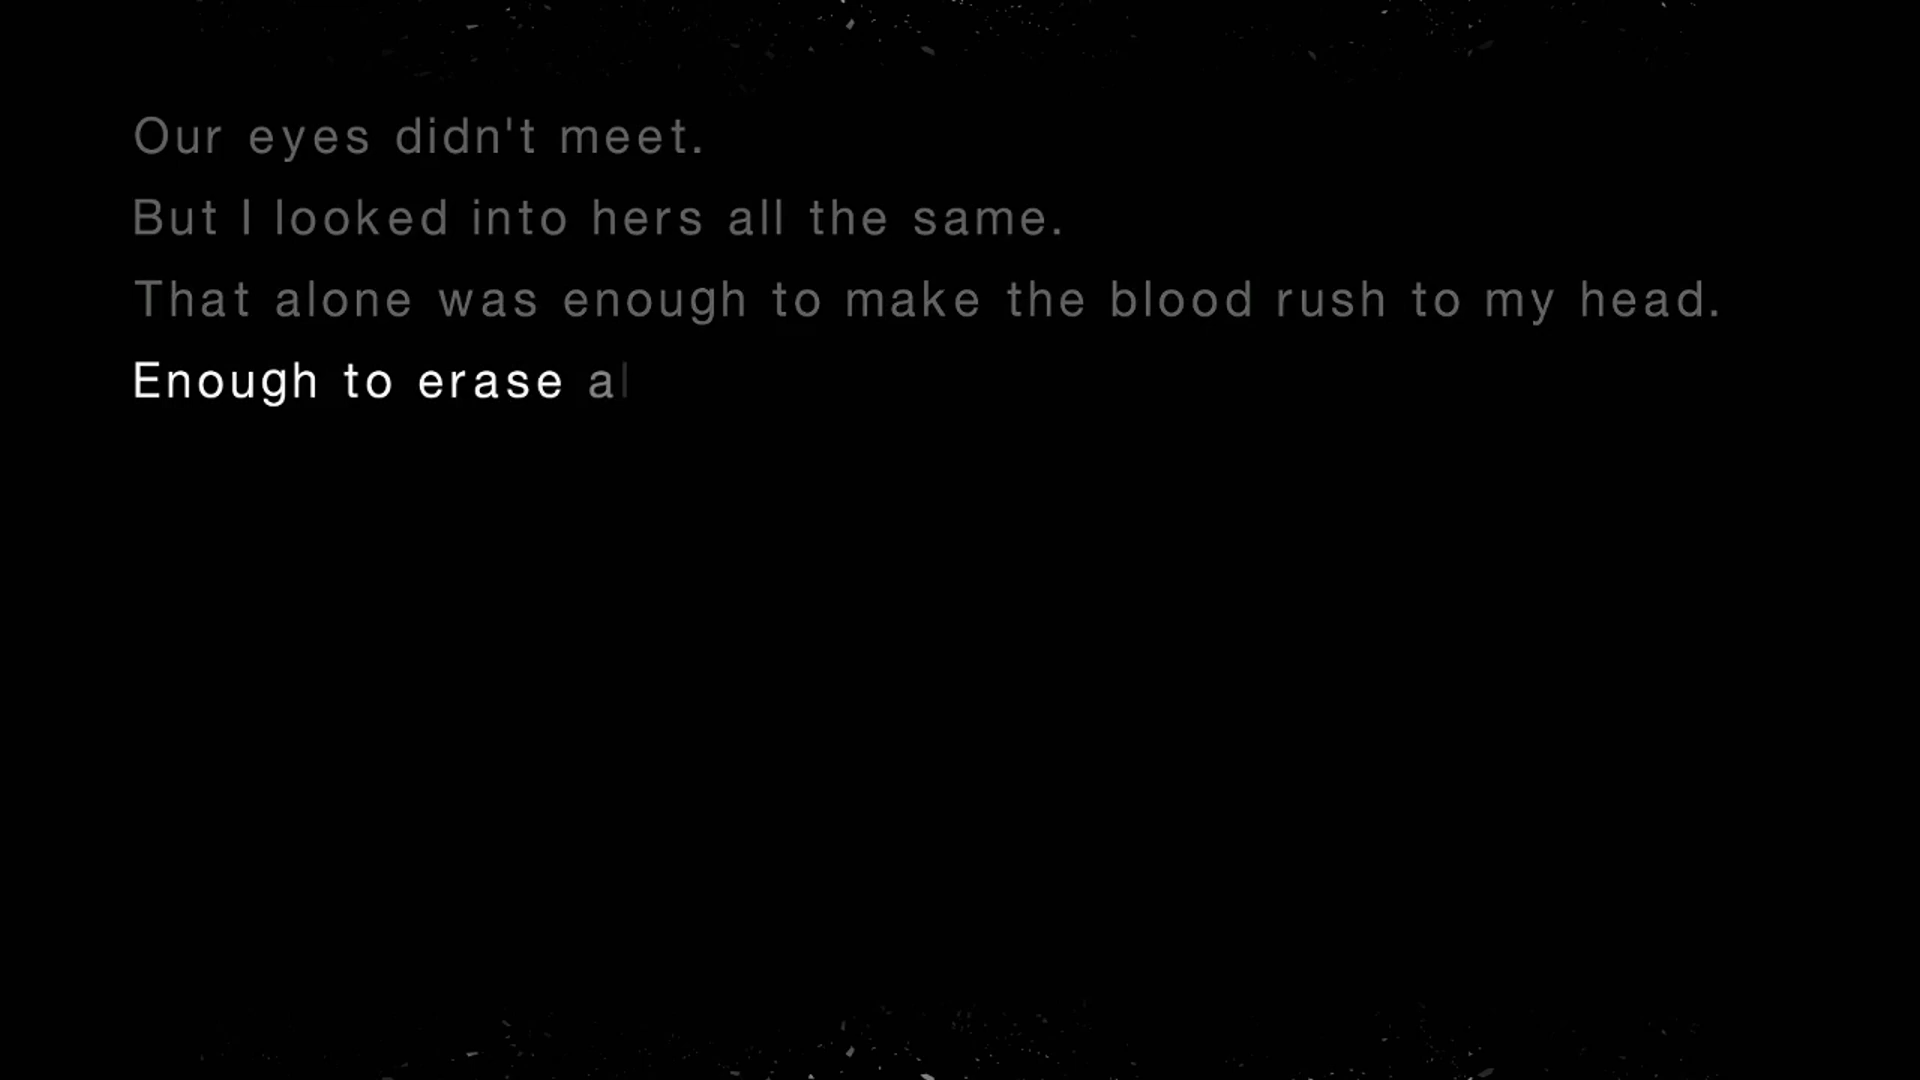 Our eyes didn't meet.
But I looked into hers all the same.
That alone was enough to make the blood rush to my head.
Enough to erase al